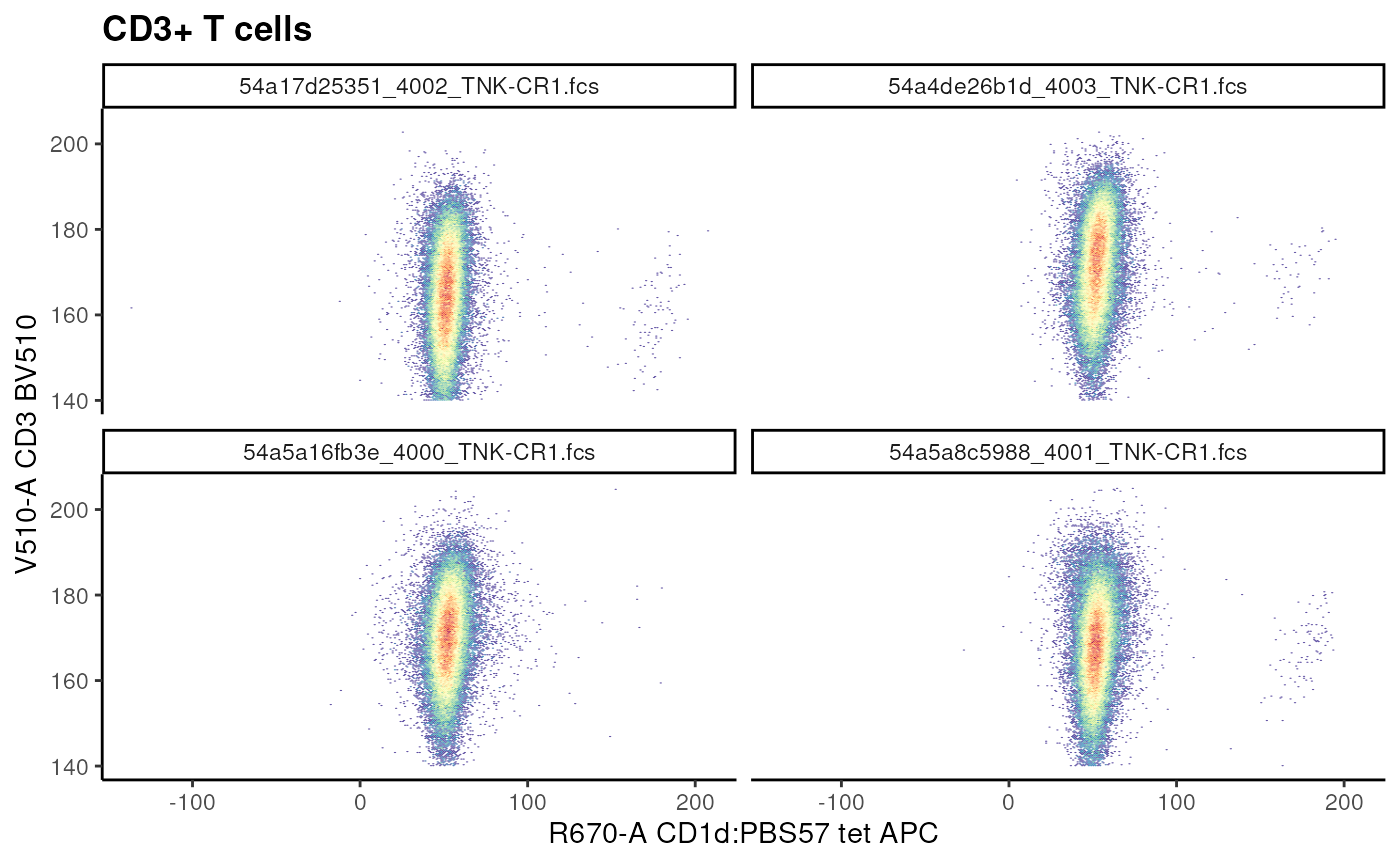 CD3+ T cells
54a17d25351_4002_TNK-CR1.fcs
54a4de26b1d_4003_TNK-CR1.fcs
200
180
160
140
54a5a16fb3e_4000_TNK-CR1.fcs
54a5a8c5988_4001_TNK-CR1.fcs
200
180
160
140
V510-A CD3 BV510
-100 0 100 200
-100 0 100 200
R670-A CD1d:PBS57 tet APC